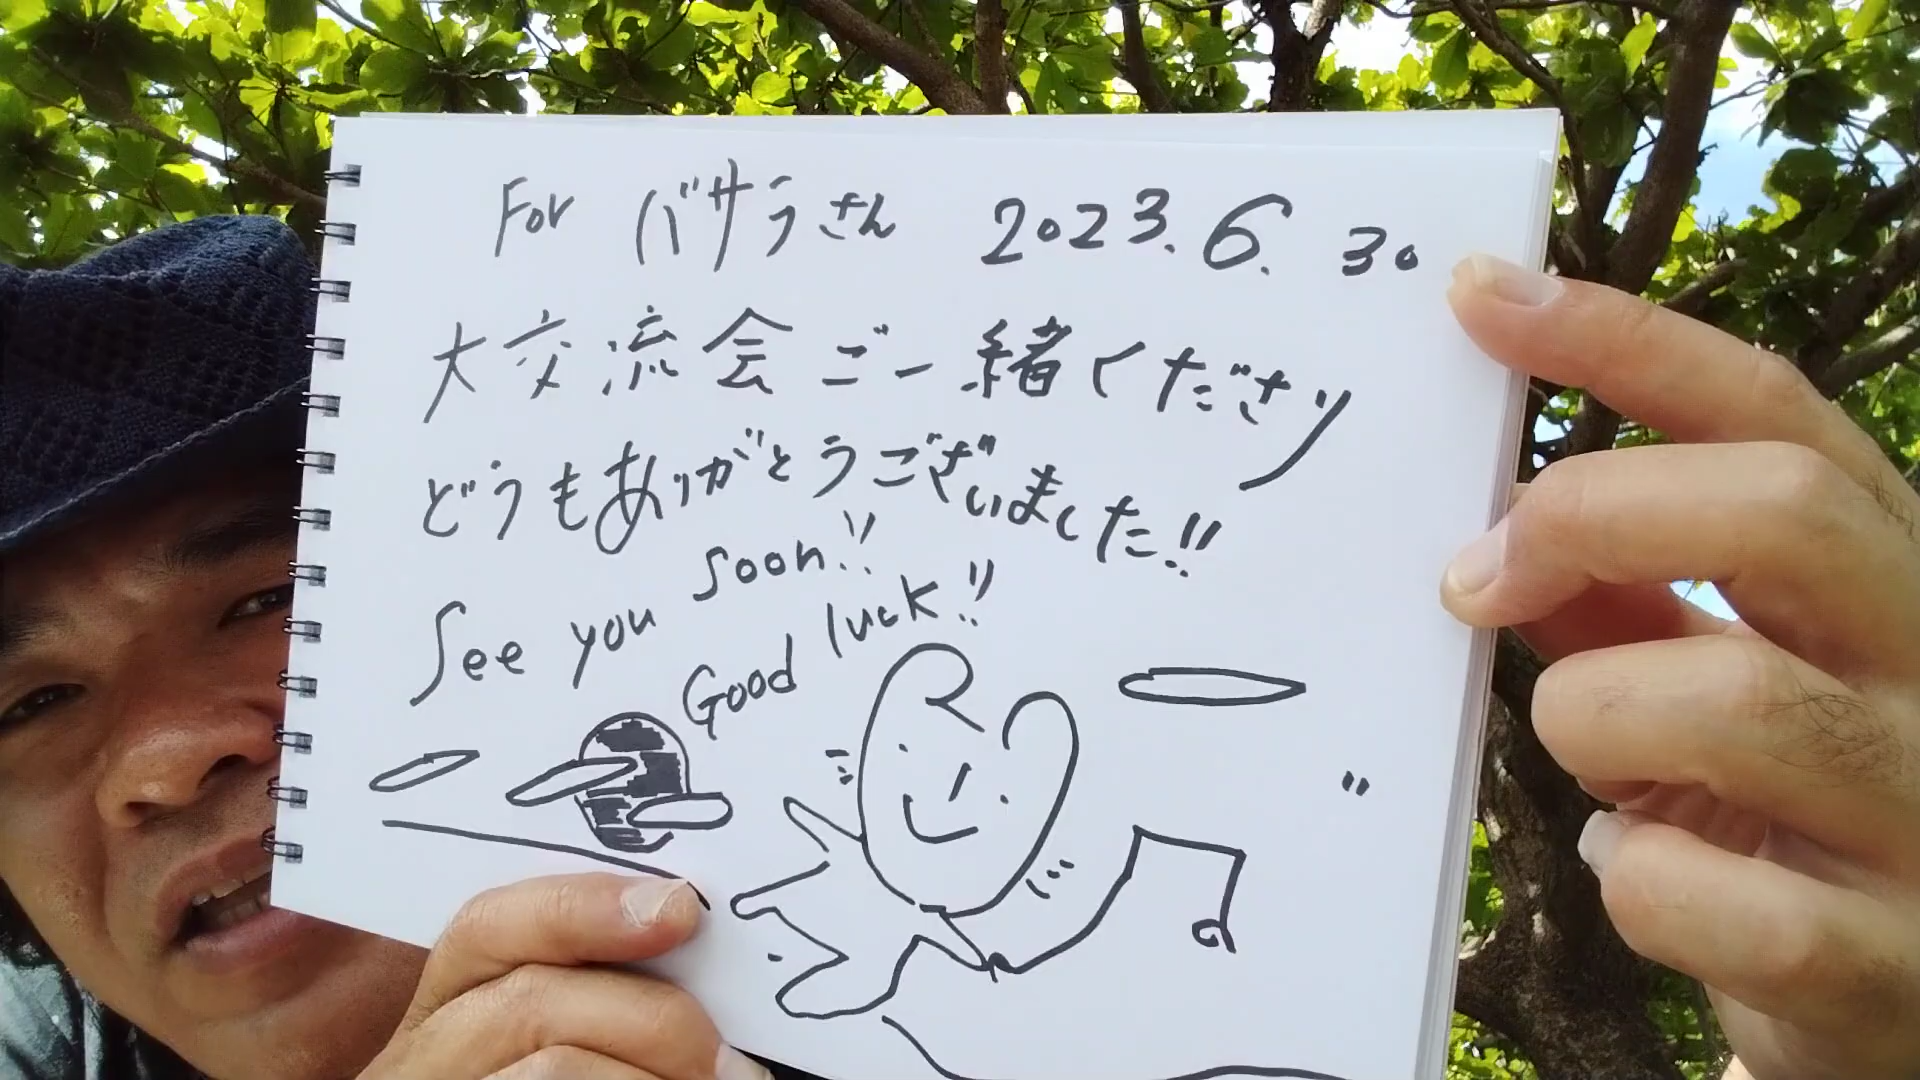 For バサラさん 2023.6.30
大交流会ご一緒くださり
どうもありがとうございました!!
See you soon!!
Good luck!!